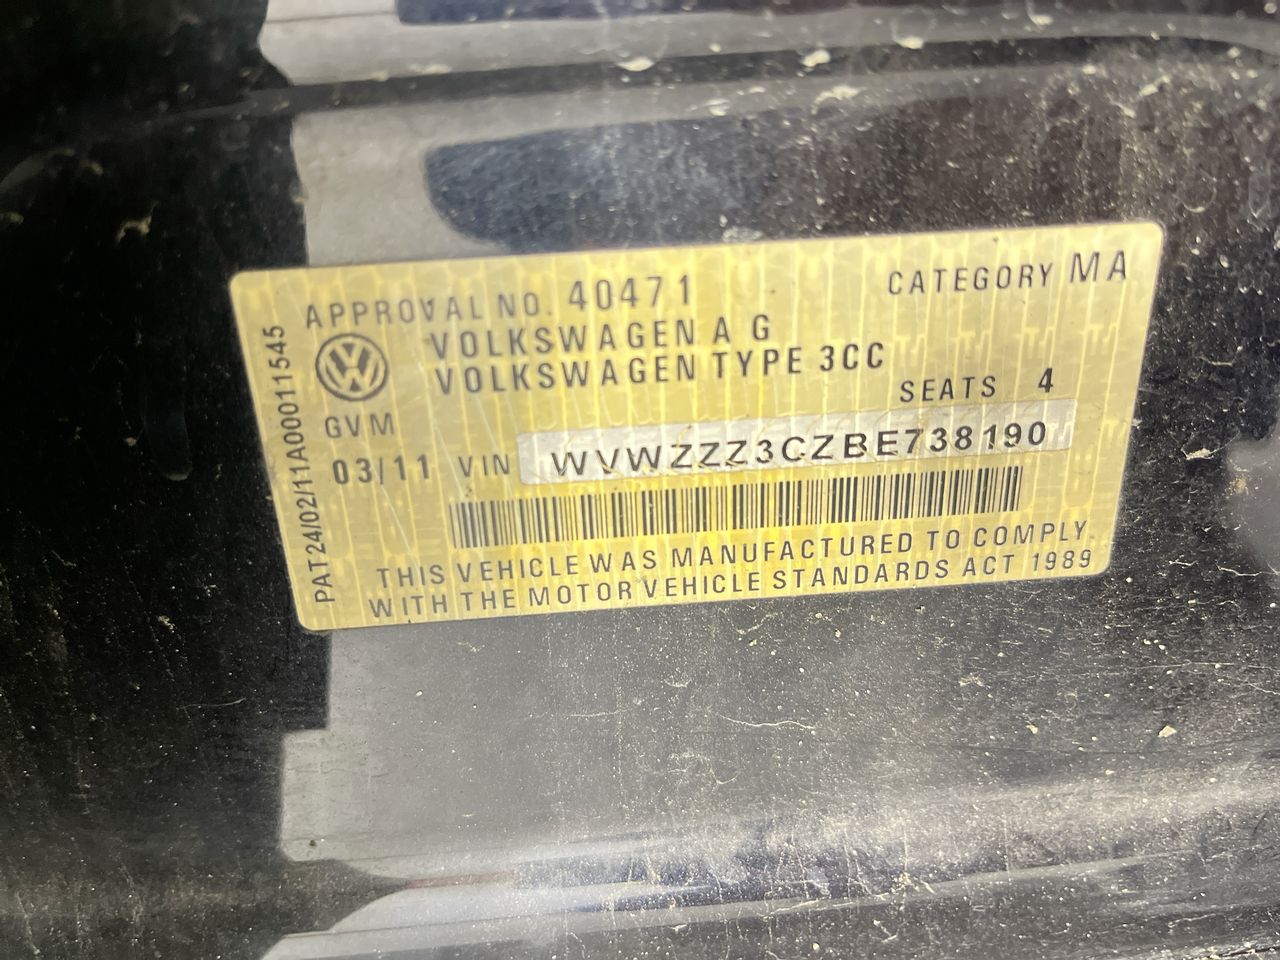 APPROVAL NO. 40471 CATEGORY MA
VOLKSWAGEN A G
VOLKSWAGEN TYPE 3CC
SEATS 4
GVM
03/11 VIN WVWZZZ3CZBE738190
THIS VEHICLE WAS MANUFACTURED TO COMPLY
WITH THE MOTOR VEHICLE STANDARDS ACT 1989
PAT24/02/11A00011545